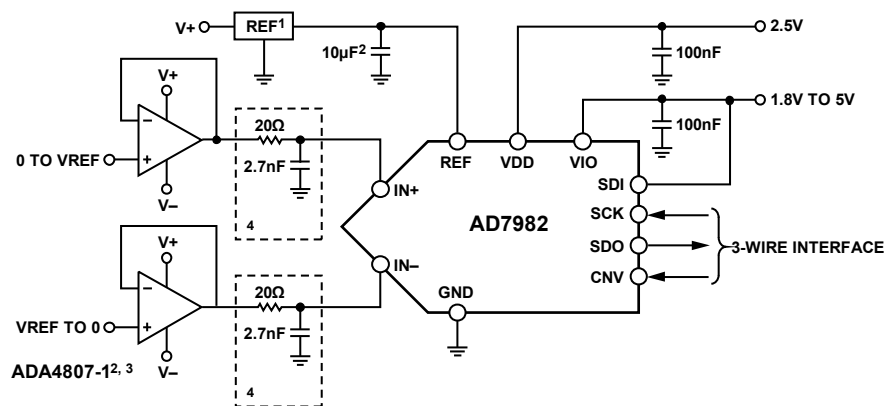 V+
REF1
10µF2
100nF
2.5V
1.8V TO 5V
100nF
V+
–
+
0 TO VREF
V–
20Ω
2.7nF
4
REF
VDD
VIO
IN+
IN–
AD7982
GND
SDI
SCK
SDO
CNV
3-WIRE INTERFACE
V+
–
+
VREF TO 0
V–
20Ω
2.7nF
4
ADA4807-12, 3